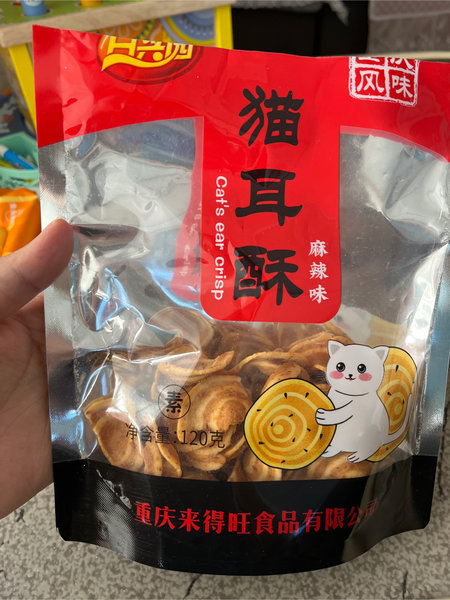 猫耳酥
Cat's ear crisp
麻辣味
素
净含量:120克
重庆来得旺食品有限公司